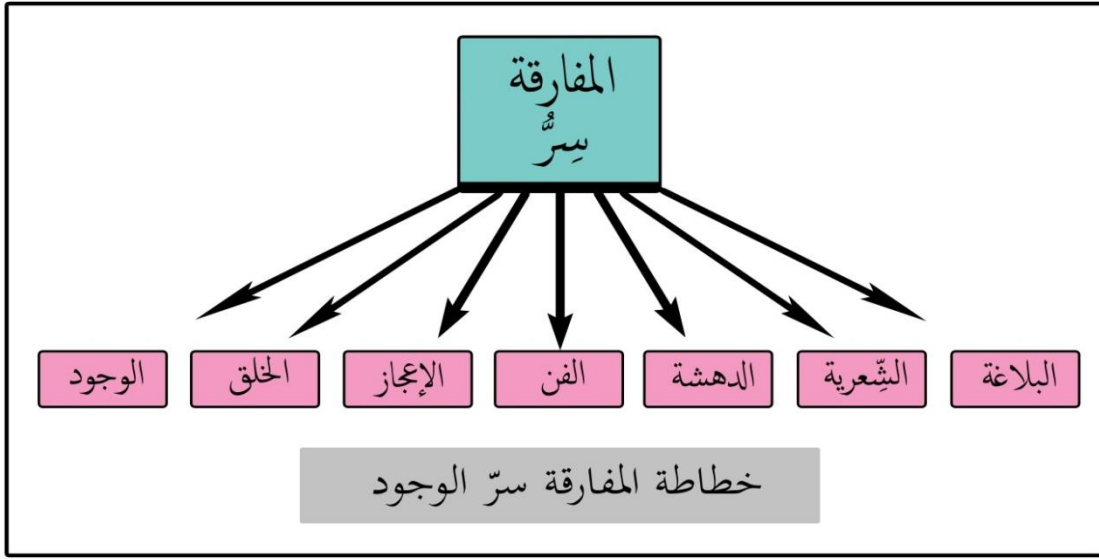 المفارقة
سِرُّ
البلاغة
الشِّعرية
الدهشة
الفن
الإعجاز
الخلق
الوجود
خطاطة المفارقة سرّ الوجود